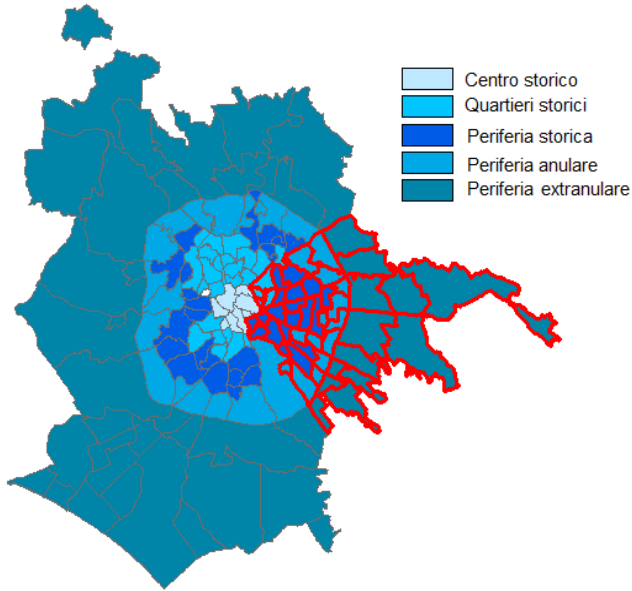 Centro storico
Quartieri storici
Periferia storica
Periferia anulare
Periferia extranulare